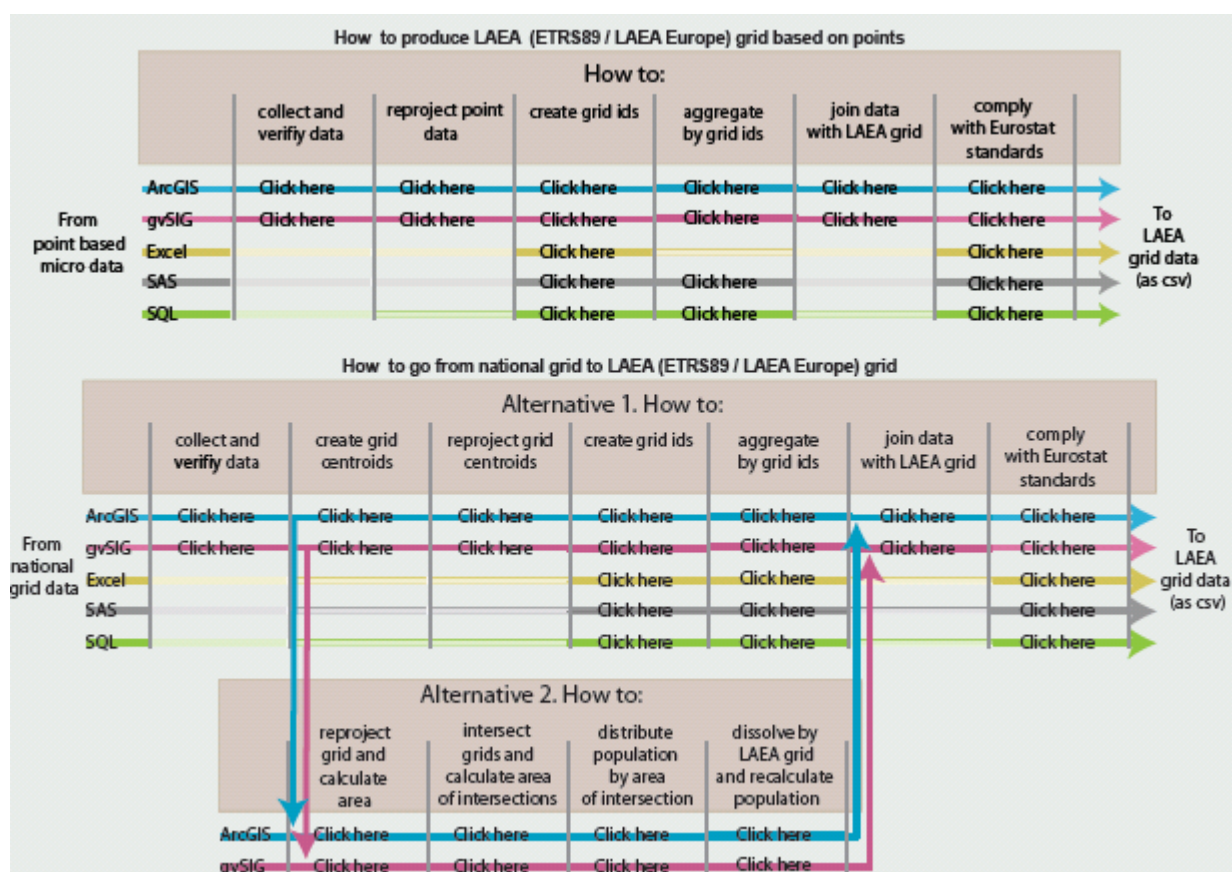 How to produce LAEA (ETRS89 / LAEA Europe) grid based on points
How to:
collect and
verifiy data
reproject point
data
create grid ids
aggregate
by grid ids
join data
with LAEA grid
comply
with Eurostat
standards
From
point based
micro data
ArcGIS Click here Click here Click here Click here Click here Click here
gvSIG Click here Click here Click here Click here Click here Click here
Excel Click here Click here
SAS Click here Click here Click here
SQL Click here Click here Click here
To
LAEA
grid data
(as csv)
How to go from national grid to LAEA (ETRS89 / LAEA Europe) grid
Alternative 1. How to:
collect and
verifiy data
create grid
centroids
reproject grid
centroids
create grid ids
aggregate
by grid ids
join data
with LAEA grid
comply
with Eurostat
standards
From
national
grid data
ArcGIS Click here Click here Click here Click here Click here Click here Click here
gvSIG Click here Click here Click here Click here Click here Click here Click here
Excel Click here Click here Click here
SAS Click here Click here Click here
SQL Click here Click here Click here
To
LAEA
grid data
(as csv)
Alternative 2. How to:
reproject
grid and
calculate
area
intersect
grids and
calculate area
of intersections
distribute
population
by area
of intersection
dissolve by
LAEA grid
and recalculate
population
ArcGIS Click here Click here Click here Click here
gvSIG Click here Click here Click here Click here